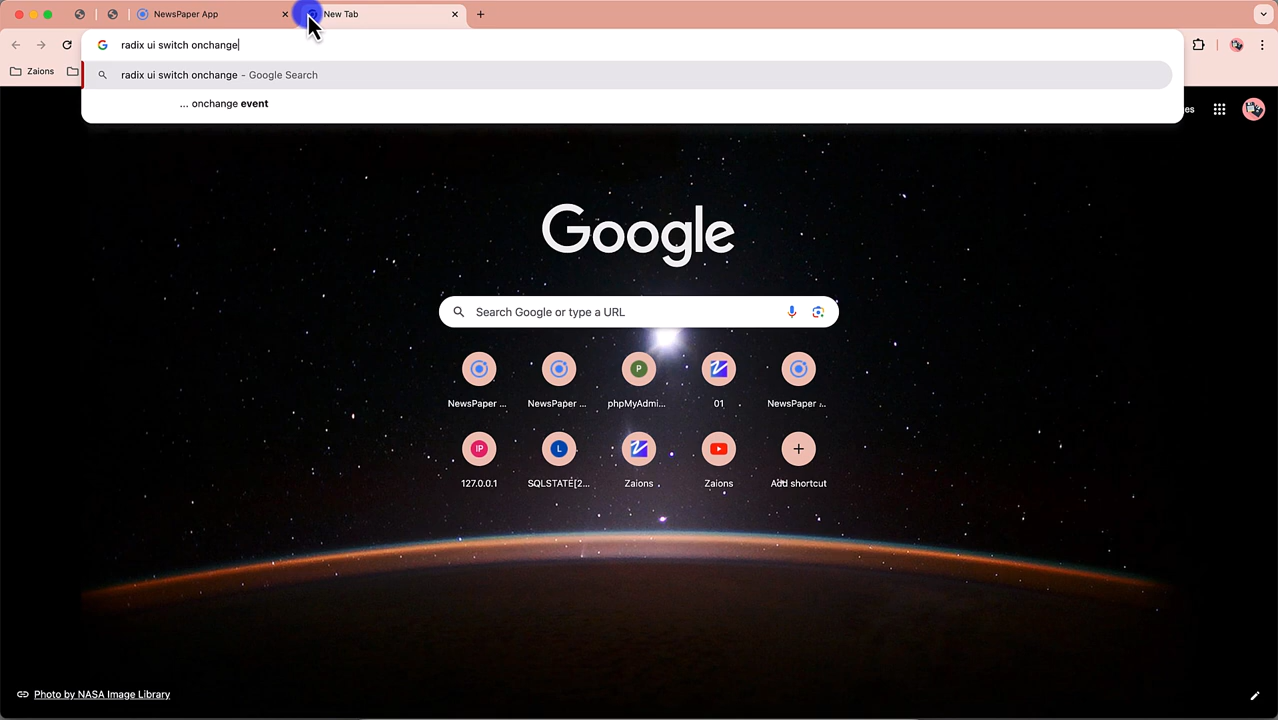 NewsPaper App
New Tab
radix ui switch onchange
Zaions
radix ui switch onchange - Google Search
... onchange event
es
Google
Search Google or type a URL
NewsPaper ...
NewsPaper ...
phpMyAdmi...
01
NewsPaper ...
127.0.0.1
SQLSTATE[2...
Zaions
Zaions
Add shortcut
P
IP
L
Photo by NASA Image Library